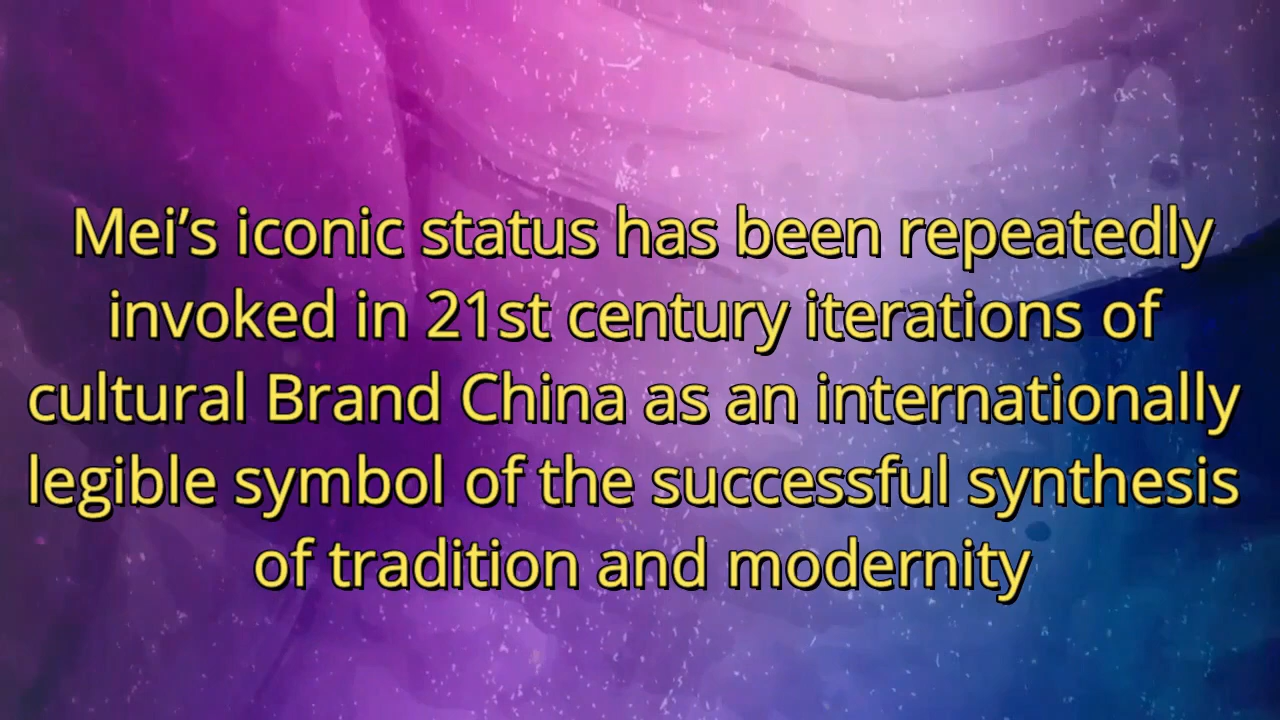 Mei’s iconic status has been repeatedly
invoked in 21st century iterations of
cultural Brand China as an internationally
legible symbol of the successful synthesis
of tradition and modernity